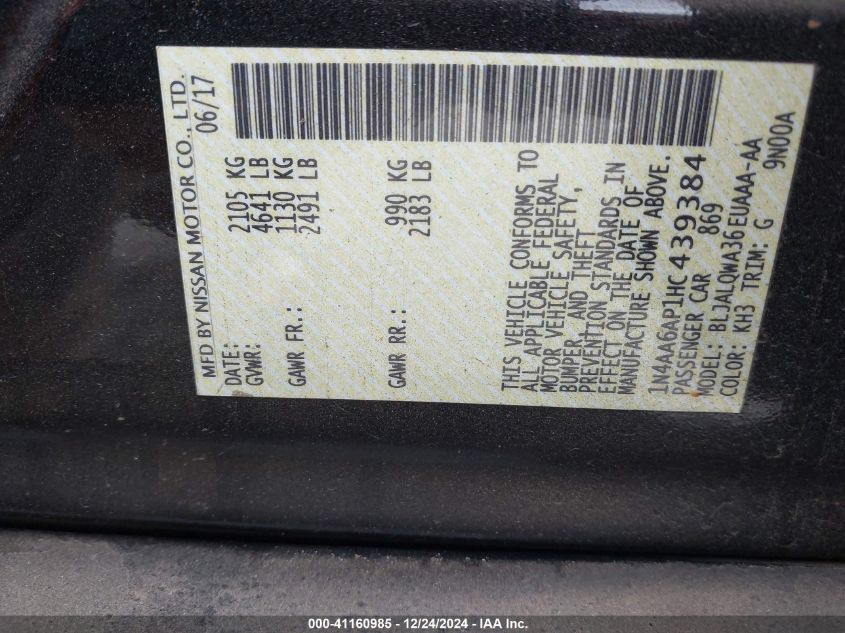 MFD BY NISSAN MOTOR CO., LTD.
DATE: 06/17
GVWR: 2105 KG
4641 LB
GAWR FR.: 1130 KG
2491 LB
GAWR RR.: 990 KG
2183 LB
THIS VEHICLE CONFORMS TO
ALL APPLICABLE FEDERAL
MOTOR VEHICLE SAFETY,
BUMPER, AND THEFT
PREVENTION STANDARDS IN
EFFECT ON THE DATE OF
MANUFACTURE SHOWN ABOVE.
1N4AA6AP1HC439384
PASSENGER CAR 869
MODEL: BLJALQWA36EUAAA-AA
COLOR: KH3 TRIM: G 9N00A
000-41160985 - 12/24/2024 - IAA Inc.